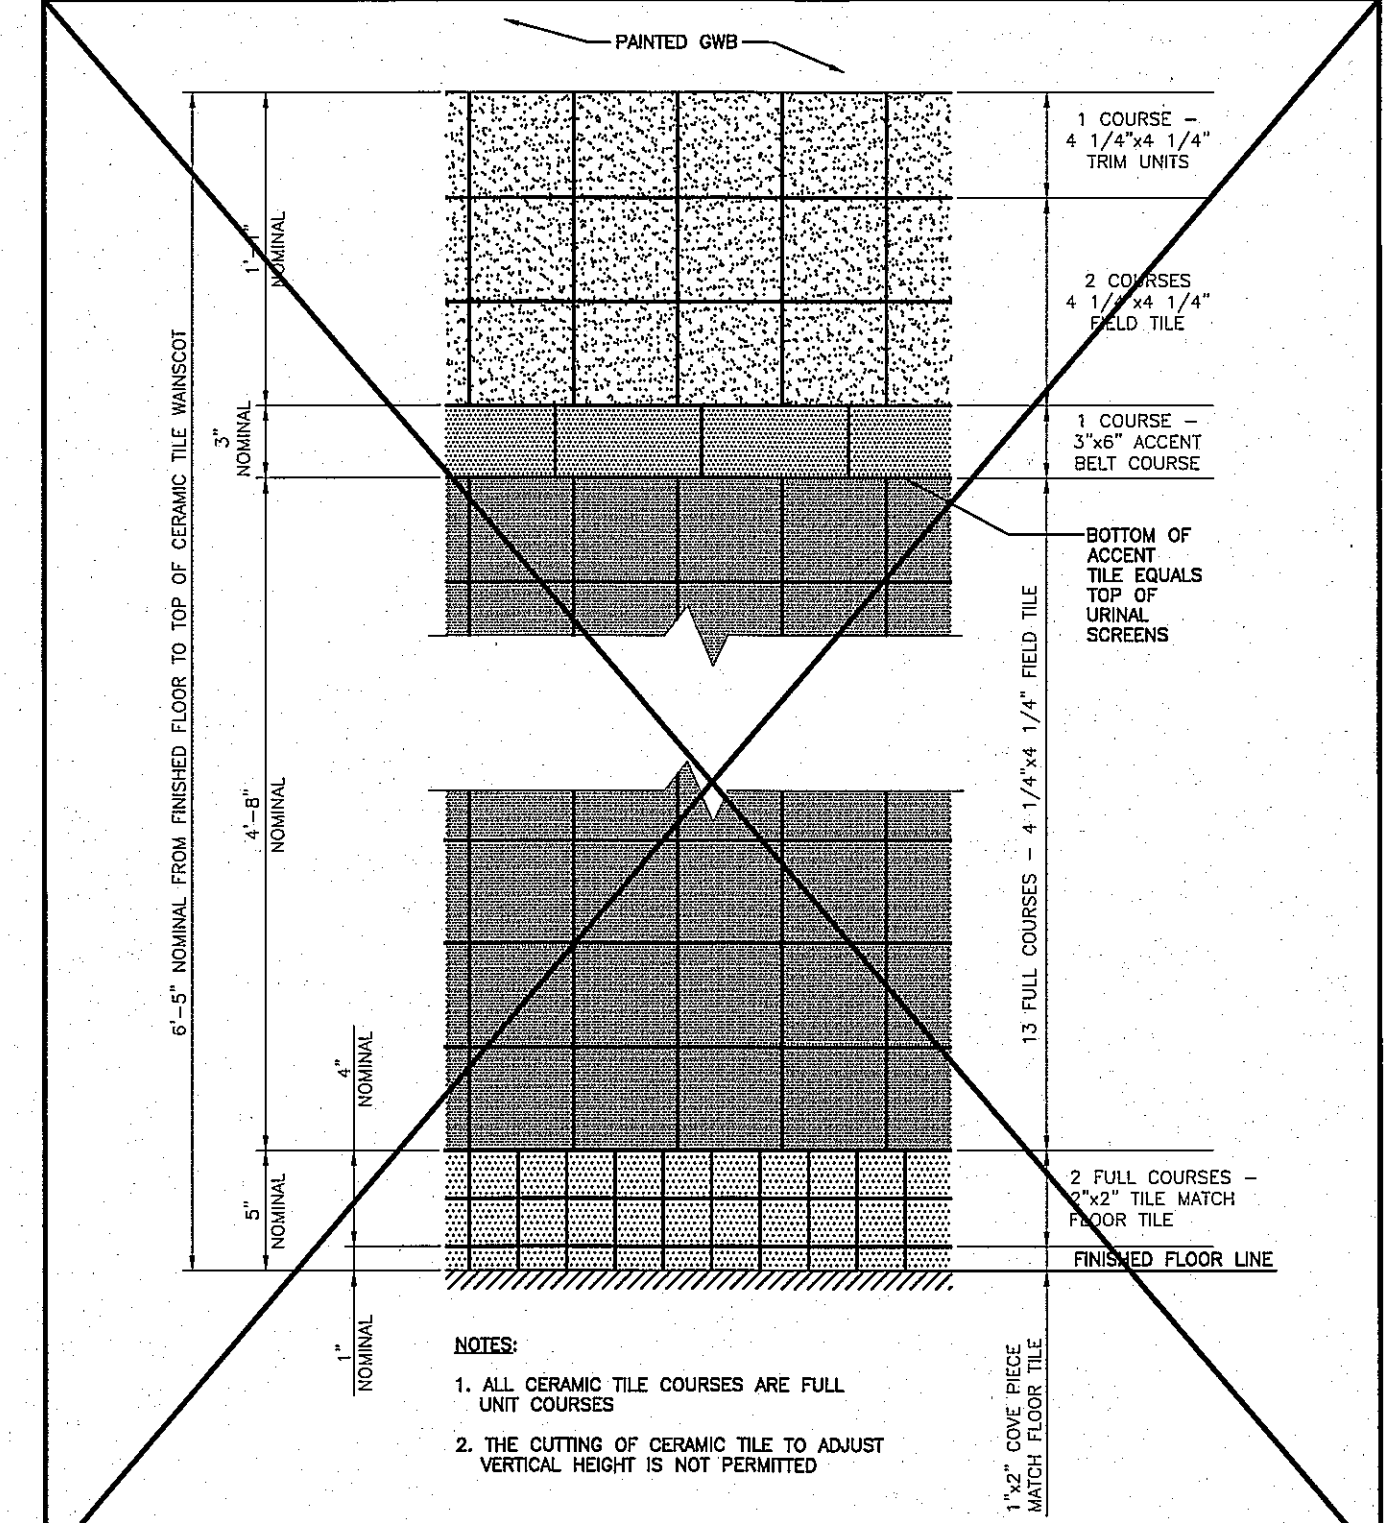 PAINTED GWB
1 COURSE –
4 1/4"x4 1/4"
TRIM UNITS
1'–1"
NOMINAL
2 COURSES
4 1/4"x4 1/4"
FIELD TILE
3"
NOMINAL
1 COURSE –
3"x6" ACCENT
BELT COURSE
6'–5" NOMINAL FROM FINISHED FLOOR TO TOP OF CERAMIC TILE WAINSCOT
BOTTOM OF
ACCENT
TILE EQUALS
TOP OF
URINAL
SCREENS
4'–8"
NOMINAL
13 FULL COURSES – 4 1/4"x4 1/4" FIELD TILE
4"
NOMINAL
5"
NOMINAL
2 FULL COURSES –
2"x2" TILE MATCH
FLOOR TILE
FINISHED FLOOR LINE
1"
NOMINAL
1"x2" COVE PIECE
MATCH FLOOR TILE
NOTES:
1. ALL CERAMIC TILE COURSES ARE FULL
UNIT COURSES
2. THE CUTTING OF CERAMIC TILE TO ADJUST
VERTICAL HEIGHT IS NOT PERMITTED